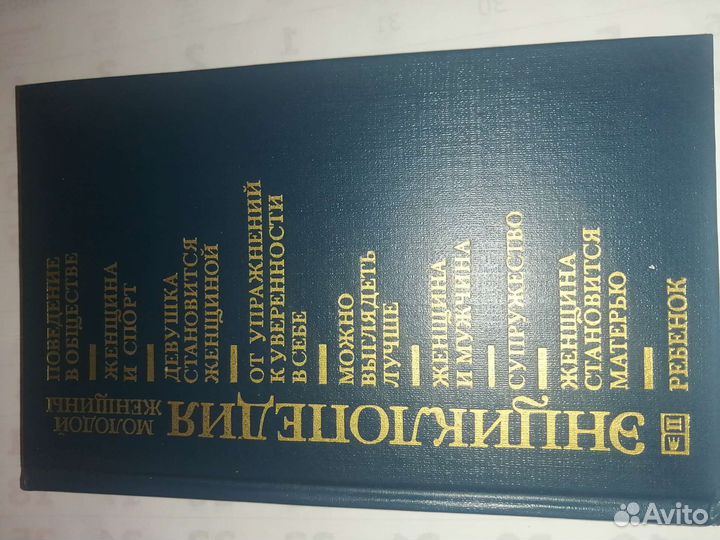 ЭНЦИКЛОПЕДИЯ
МОЛОДОЙ
ЖЕНЩИНЫ
ПОВЕДЕНИЕ
В ОБЩЕСТВЕ
ЖЕНЩИНА
И СПОРТ
ДЕВУШКА
СТАНОВИТСЯ
ЖЕНЩИНОЙ
ОТ УПРАЖНЕНИЙ
К УВЕРЕННОСТИ
В СЕБЕ
МОЖНО
ВЫГЛЯДЕТЬ
ЛУЧШЕ
ЖЕНЩИНА
И МУЖЧИНА
СУПРУЖЕСТВО
ЖЕНЩИНА
СТАНОВИТСЯ
МАТЕРЬЮ
РЕБЕНОК
Avito